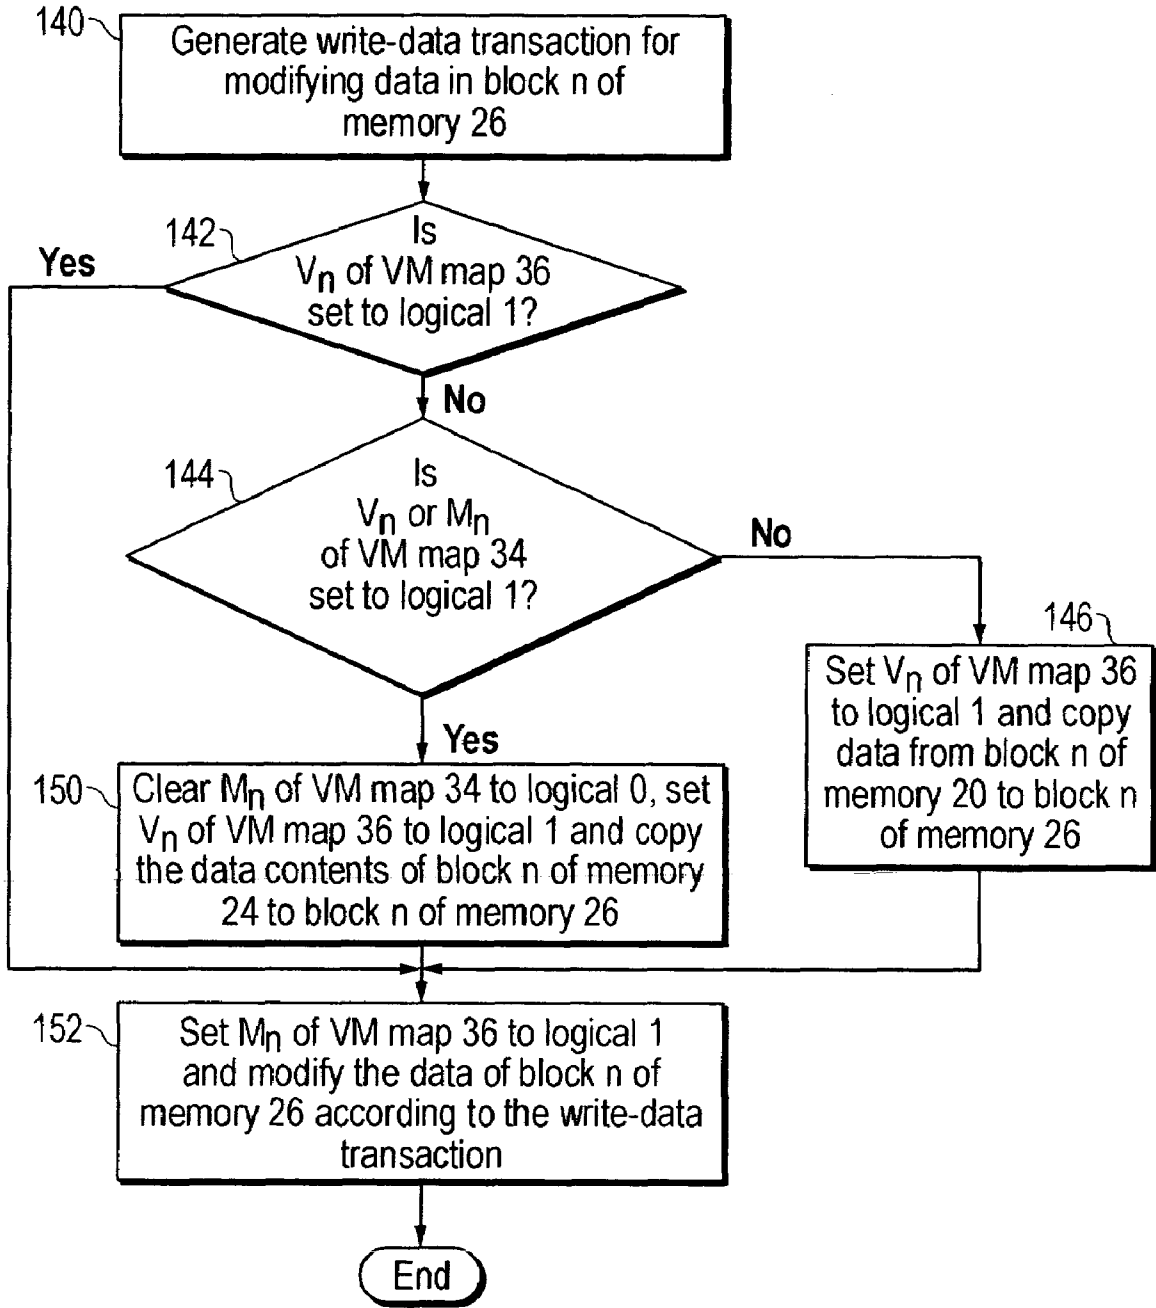 140
Generate write-data transaction for
modifying data in block n of
memory 26
142
Is
Vn of VM map 36
set to logical 1?
Yes
No
144
Is
Vn or Mn
of VM map 34
set to logical 1?
No
146
Set Vn of VM map 36
to logical 1 and copy
data from block n of
memory 20 to block n
of memory 26
Yes
150
Clear Mn of VM map 34 to logical 0, set
Vn of VM map 36 to logical 1 and copy
the data contents of block n of memory
24 to block n of memory 26
152
Set Mn of VM map 36 to logical 1
and modify the data of block n of
memory 26 according to the write-data
transaction
End